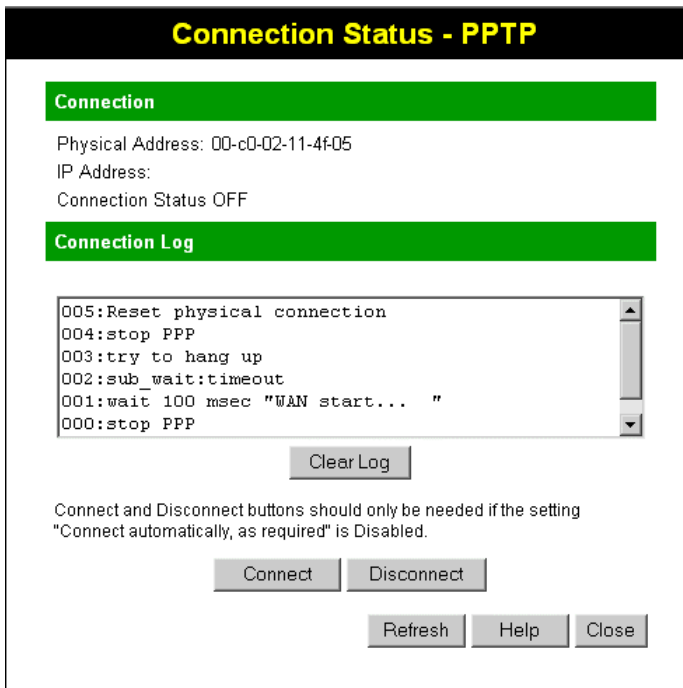 Connection Status - PPTP
Connection
Physical Address: 00-c0-02-11-4f-05
IP Address:
Connection Status OFF
Connection Log
005:Reset physical connection
004:stop PPP
003:try to hang up
002:sub_wait:timeout
001:wait 100 msec "WAN start...  "
000:stop PPP
Clear Log
Connect and Disconnect buttons should only be needed if the setting
"Connect automatically, as required" is Disabled.
Connect Disconnect
Refresh Help Close